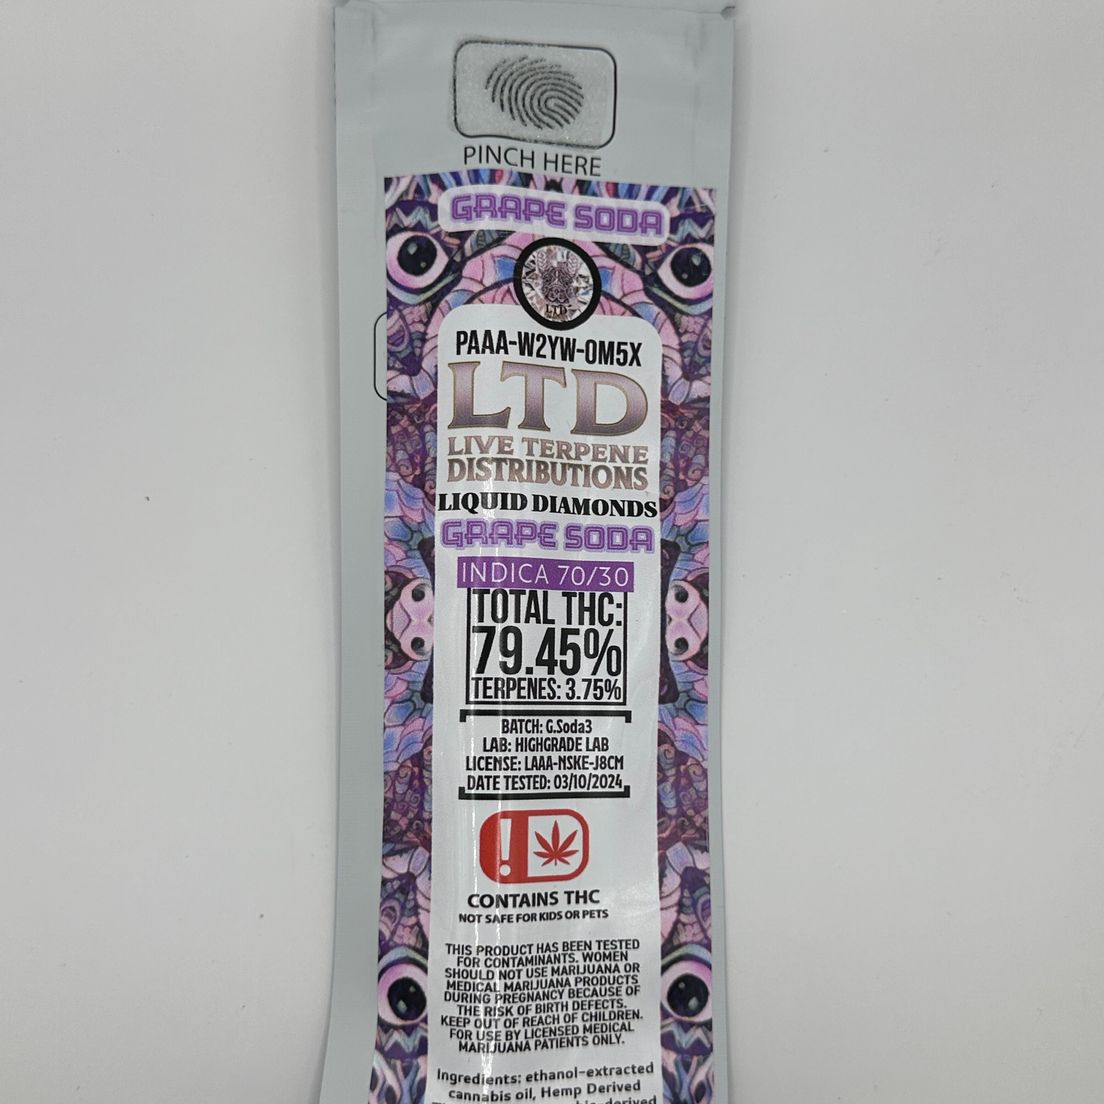 PINCH HERE
GRAPE SODA
LTD
PAAA-W2YW-OM5X
LTD
LIVE TERPENE
DISTRIBUTIONS
LIQUID DIAMONDS
GRAPE SODA
INDICA 70/30
TOTAL THC:
79.45%
TERPENES: 3.75%
BATCH: G.Soda3
LAB: HIGHGRADE LAB
LICENSE: LAAA-NSKE-J8CM
DATE TESTED: 03/10/2024
!
CONTAINS THC
NOT SAFE FOR KIDS OR PETS
THIS PRODUCT HAS BEEN TESTED
FOR CONTAMINANTS. WOMEN
SHOULD NOT USE MARIJUANA OR
MEDICAL MARIJUANA PRODUCTS
DURING PREGNANCY BECAUSE OF
THE RISK OF BIRTH DEFECTS.
KEEP OUT OF REACH OF CHILDREN.
FOR USE BY LICENSED MEDICAL
MARIJUANA PATIENTS ONLY.
Ingredients: ethanol-extracted
cannabis oil, Hemp Derived